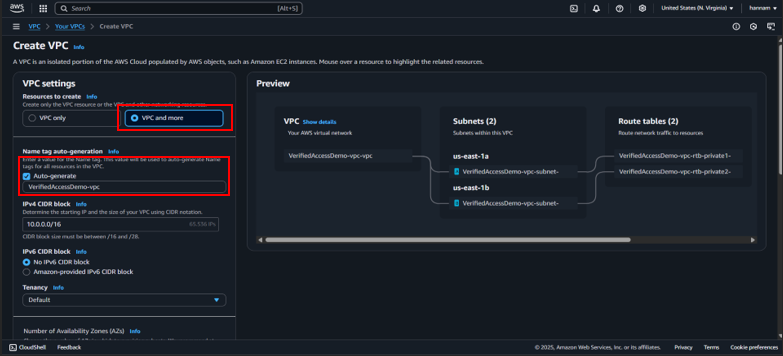 aws
Search
[Alt+S]
United States (N. Virginia)
hannam
VPC > Your VPCs > Create VPC
Create VPC Info
A VPC is an isolated portion of the AWS Cloud populated by AWS objects, such as Amazon EC2 instances. Mouse over a resource to highlight the related resources.
VPC settings
Resources to create Info
Create only the VPC resource or the VPC and other networking resources.
VPC only
VPC and more
Name tag auto-generation Info
Enter a value for the Name tag. This value will be used to auto-generate Name
tags for all resources in the VPC.
Auto-generate
VerifiedAccessDemo-vpc
IPv4 CIDR block Info
Determine the starting IP and the size of your VPC using CIDR notation.
10.0.0.0/16
65,536 IPs
CIDR block size must be between /16 and /28.
IPv6 CIDR block Info
No IPv6 CIDR block
Amazon-provided IPv6 CIDR block
Tenancy Info
Default
Number of Availability Zones (AZs) Info
Preview
VPC Show details
Your AWS virtual network
VerifiedAccessDemo-vpc-vpc
Subnets (2)
Subnets within this VPC
us-east-1a
A VerifiedAccessDemo-vpc-subnet-
us-east-1b
B VerifiedAccessDemo-vpc-subnet-
Route tables (2)
Route network traffic to resources
VerifiedAccessDemo-vpc-rtb-private1-
VerifiedAccessDemo-vpc-rtb-private2-
CloudShell Feedback
© 2025, Amazon Web Services, Inc. or its affiliates. Privacy Terms Cookie preferences